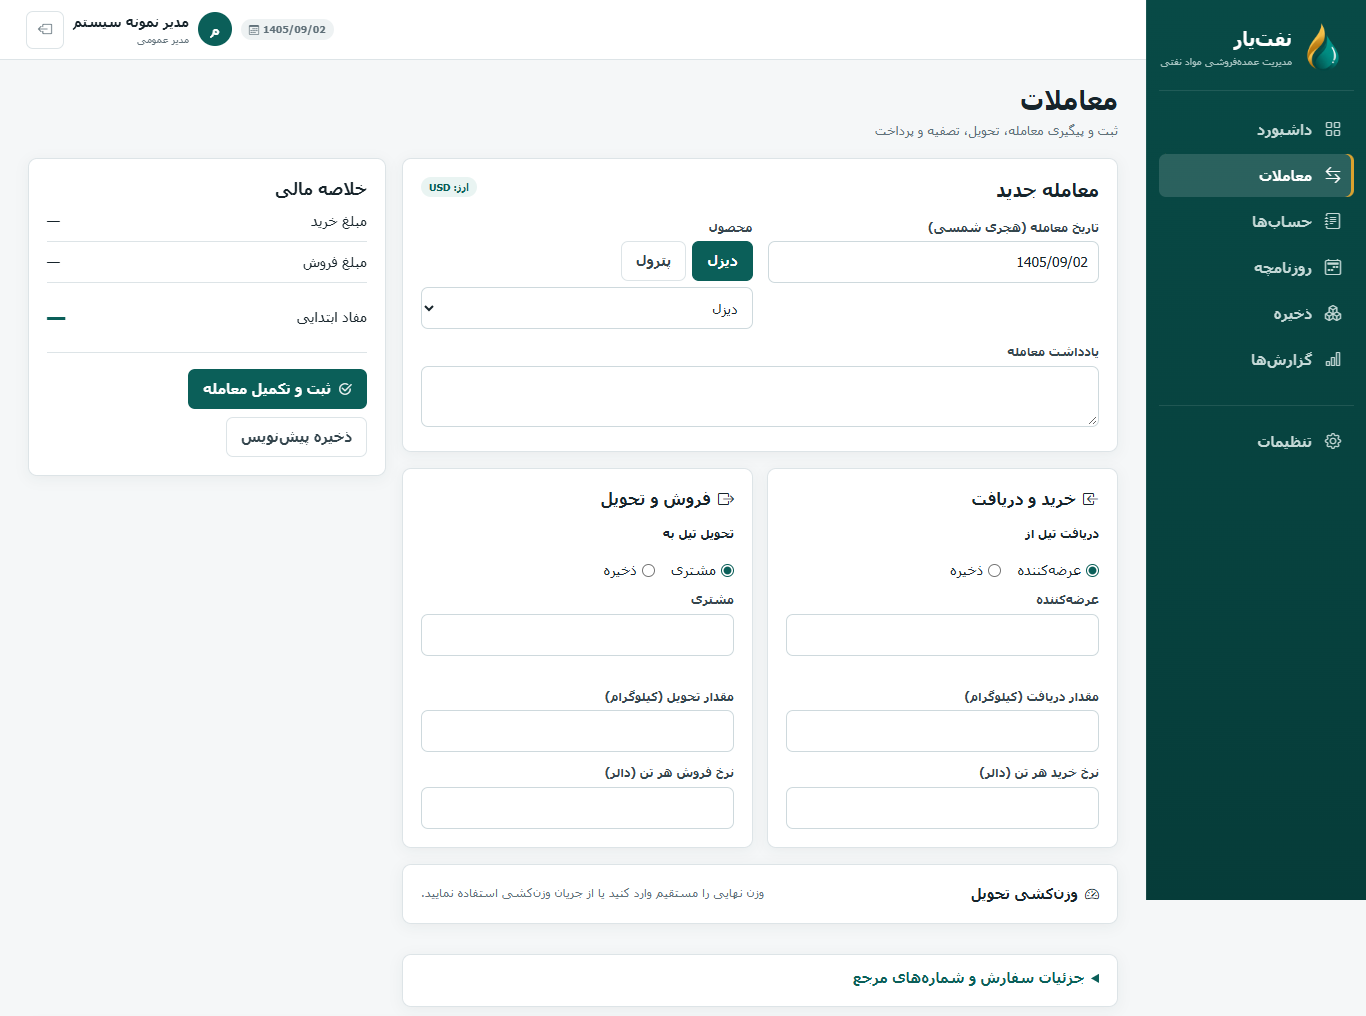 نفت‌یار
مدیریت عمده‌فروشی مواد نفتی
داشبورد
معاملات
حساب‌ها
روزنامچه
ذخیره
گزارش‌ها
تنظیمات
1405/09/02
م
مدیر نمونه سیستم
مدیر عمومی
معاملات
ثبت و پیگیری معامله، تحویل، تصفیه و پرداخت
معامله جدید
ارز: USD
تاریخ معامله (هجری شمسی)
1405/09/02
محصول
دیزل
پترول
دیزل
یادداشت معامله
خرید و دریافت
دریافت تیل از
عرضه‌کننده
ذخیره
عرضه‌کننده
مقدار دریافت (کیلوگرام)
نرخ خرید هر تن (دالر)
فروش و تحویل
تحویل تیل به
مشتری
ذخیره
مشتری
مقدار تحویل (کیلوگرام)
نرخ فروش هر تن (دالر)
وزن‌کشی تحویل
وزن نهایی را مستقیم وارد کنید یا از جریان وزن‌کشی استفاده نمایید.
جزئیات سفارش و شماره‌های مرجع
خلاصه مالی
مبلغ خرید —
مبلغ فروش —
مفاد ابتدایی —
ثبت و تکمیل معامله
ذخیره پیش‌نویس